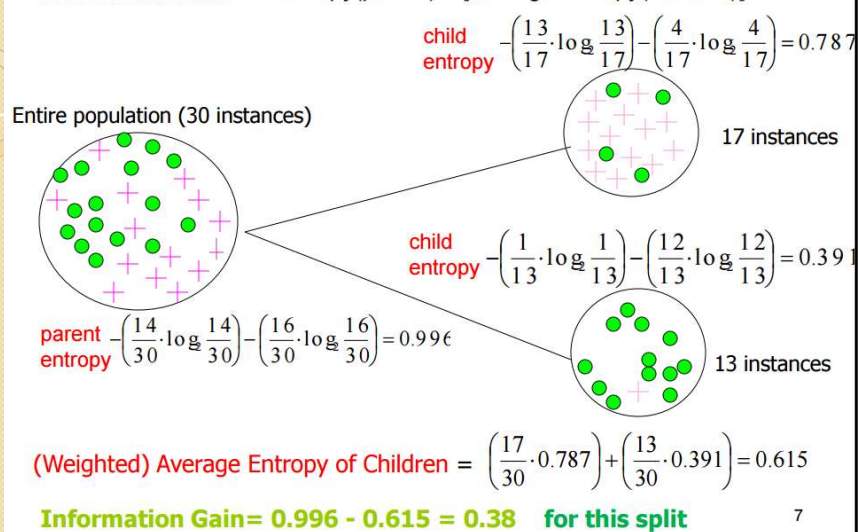 child entropy −(13/17 · log₂ 13/17) − (4/17 · log₂ 4/17) = 0.787
Entire population (30 instances)
17 instances
child entropy −(1/13 · log₂ 1/13) − (12/13 · log₂ 12/13) = 0.391
parent entropy −(14/30 · log₂ 14/30) − (16/30 · log₂ 16/30) = 0.996
13 instances
(Weighted) Average Entropy of Children = (17/30 · 0.787) + (13/30 · 0.391) = 0.615
Information Gain= 0.996 - 0.615 = 0.38 for this split
7